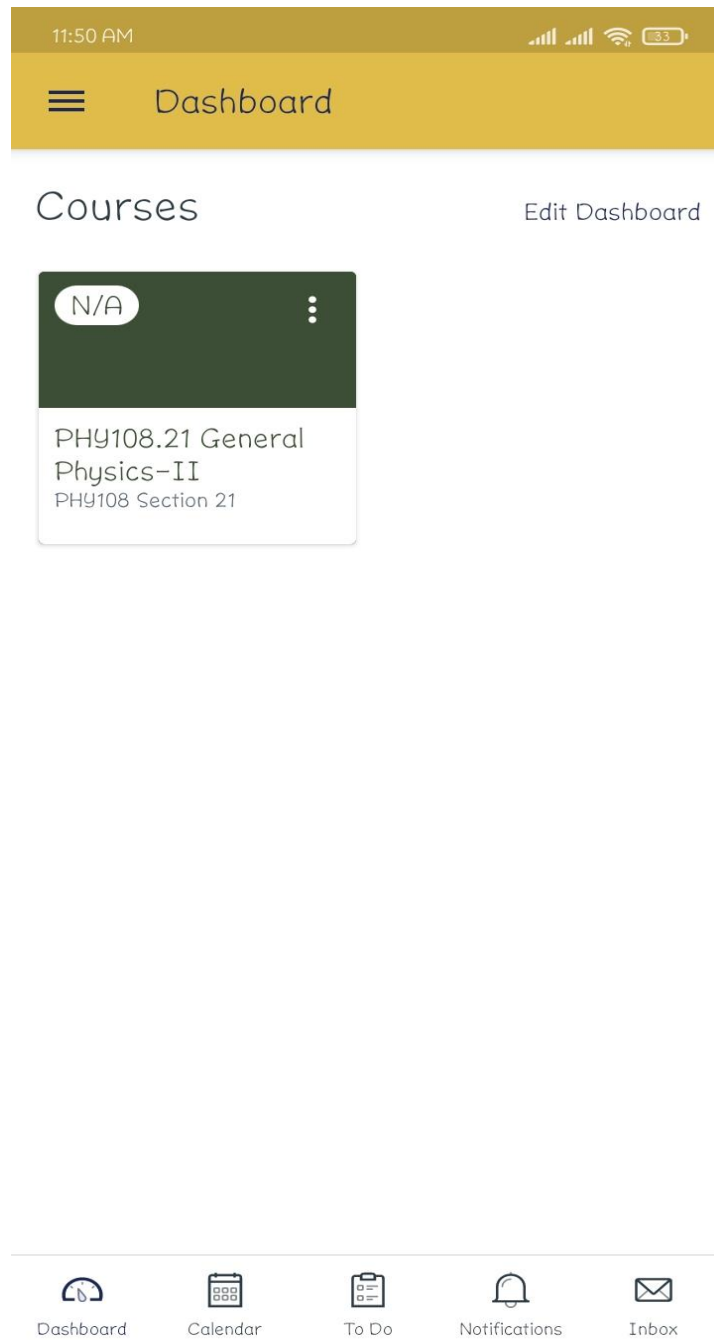 11:50 AM 33
Dashboard
Courses Edit Dashboard
N/A
PHY108.21 General
Physics-II
PHY108 Section 21
Dashboard Calendar To Do Notifications Inbox